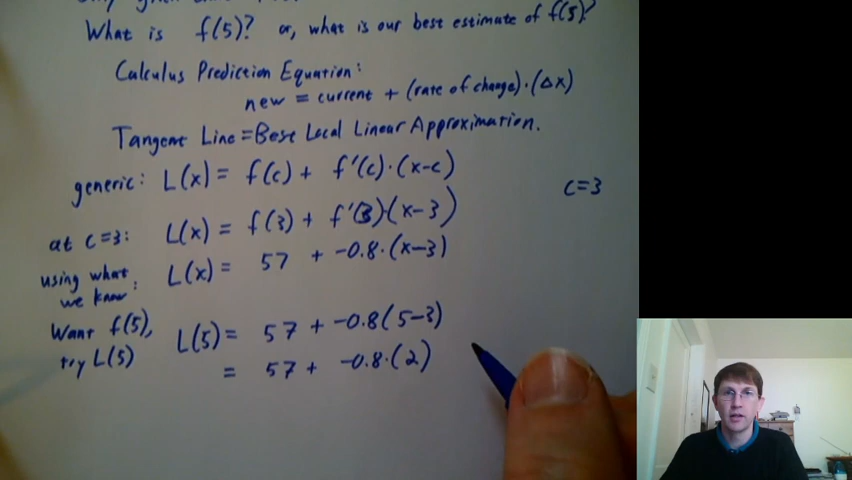 What is f(5)? or, what is our best estimate of f(5)?
Calculus Prediction Equation:
new = current + (rate of change)·(Δx)
Tangent Line = Best Local Linear Approximation.
generic: L(x) = f(c) + f'(c)·(x-c)
c=3
at c=3: L(x) = f(3) + f'(3)·(x-3)
using what we know: L(x) = 57 + -0.8·(x-3)
Want f(5), try L(5) L(5) = 57 + -0.8(5-3)
= 57 + -0.8·(2)